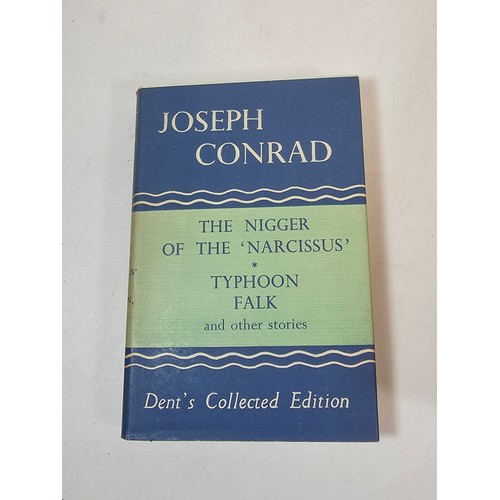 JOSEPH
CONRAD
THE NIGGER
OF THE ‘NARCISSUS’
*
TYPHOON
FALK
and other stories
Dent's Collected Edition